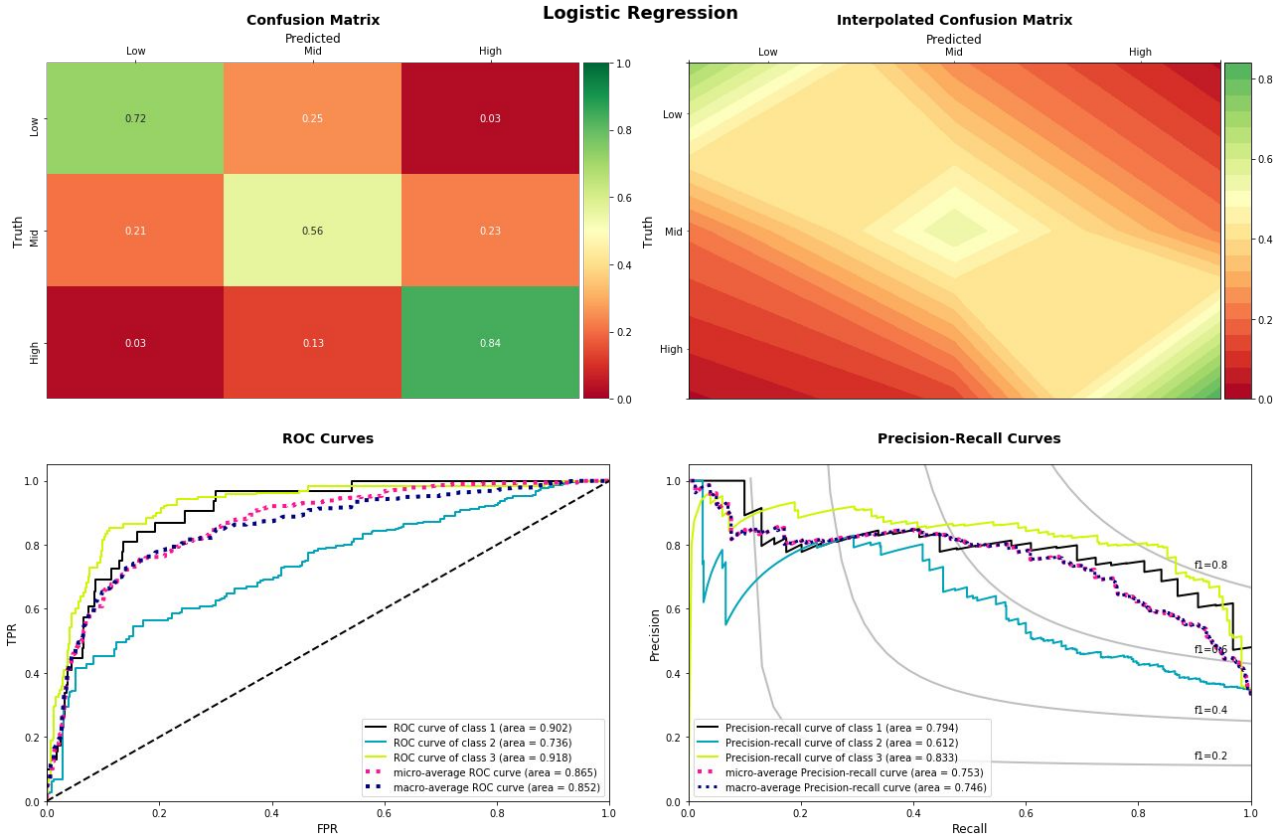 Logistic Regression
Confusion Matrix
Predicted
Low Mid High
Truth
Low 0.72 0.25 0.03
Mid 0.21 0.56 0.23
High 0.03 0.13 0.84
1.0
0.8
0.6
0.4
0.2
0.0
Interpolated Confusion Matrix
Predicted
Low Mid High
Truth
Low
Mid
High
0.8
0.6
0.4
0.2
0.0
ROC Curves
TPR
1.0
0.8
0.6
0.4
0.2
0.0
ROC curve of class 1 (area = 0.902)
ROC curve of class 2 (area = 0.736)
ROC curve of class 3 (area = 0.918)
micro-average ROC curve (area = 0.865)
macro-average ROC curve (area = 0.852)
0.0 0.2 0.4 0.6 0.8 1.0
FPR
Precision-Recall Curves
Precision
1.0
0.8
0.6
0.4
0.2
0.0
f1=0.8
f1=0.6
f1=0.4
f1=0.2
Precision-recall curve of class 1 (area = 0.794)
Precision-recall curve of class 2 (area = 0.612)
Precision-recall curve of class 3 (area = 0.833)
micro-average Precision-recall curve (area = 0.753)
macro-average Precision-recall curve (area = 0.746)
0.0 0.2 0.4 0.6 0.8 1.0
Recall